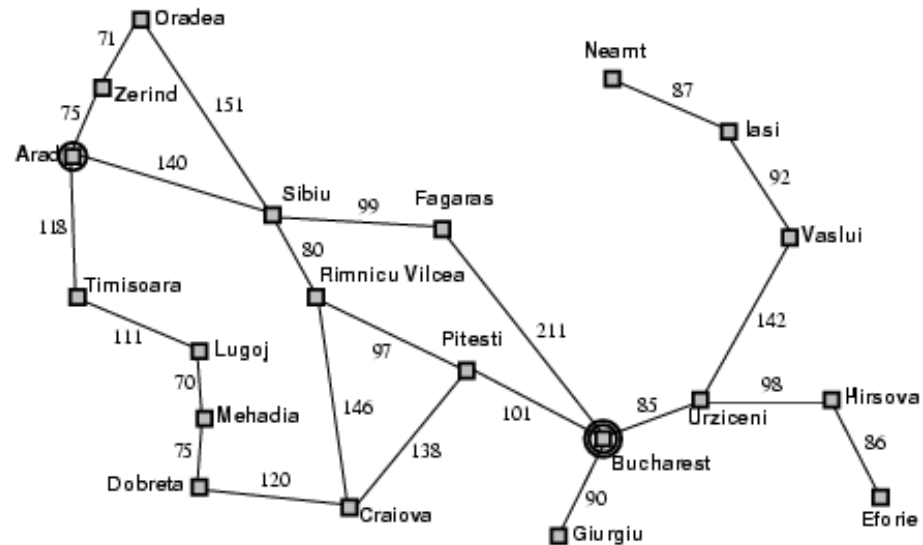 Oradea
71
Neamt
Zerind
87
151
75
Iasi
Arad
140
92
Sibiu
Fagaras
99
118
Vaslui
80
Timisoara
Rimnicu Vilcea
142
111
211
Lugoj
97
Pitesti
70
98
Hirsova
146
85
Mehadia
101
Urziceni
138
86
75
Bucharest
Dobreta
120
90
Craiova
Eforie
Giurgiu